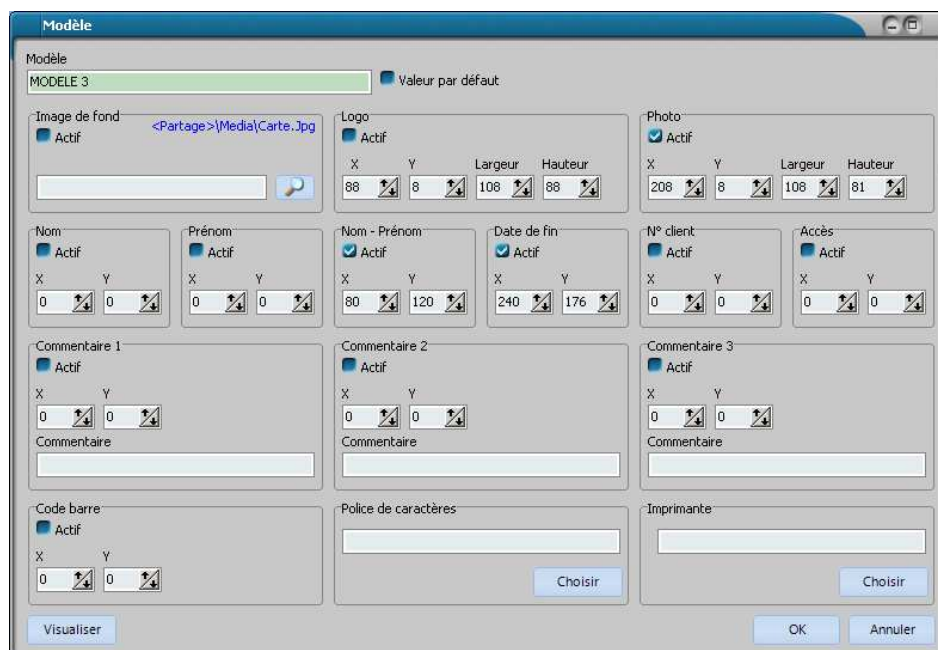 Modèle
Modèle
MODELE 3
Valeur par défaut
Image de fond
Actif
<Partage>\Media\Carte.Jpg
Logo
Actif
X Y Largeur Hauteur
88 8 108 88
Photo
Actif
X Y Largeur Hauteur
208 8 108 81
Nom
Actif
X Y
0 0
Prénom
Actif
X Y
0 0
Nom - Prénom
Actif
X Y
80 120
Date de fin
Actif
X Y
240 176
N° client
Actif
X Y
0 0
Accès
Actif
X Y
0 0
Commentaire 1
Actif
X Y
0 0
Commentaire
Commentaire 2
Actif
X Y
0 0
Commentaire
Commentaire 3
Actif
X Y
0 0
Commentaire
Code barre
Actif
X Y
0 0
Police de caractères
Choisir
Imprimante
Choisir
Visualiser
OK
Annuler